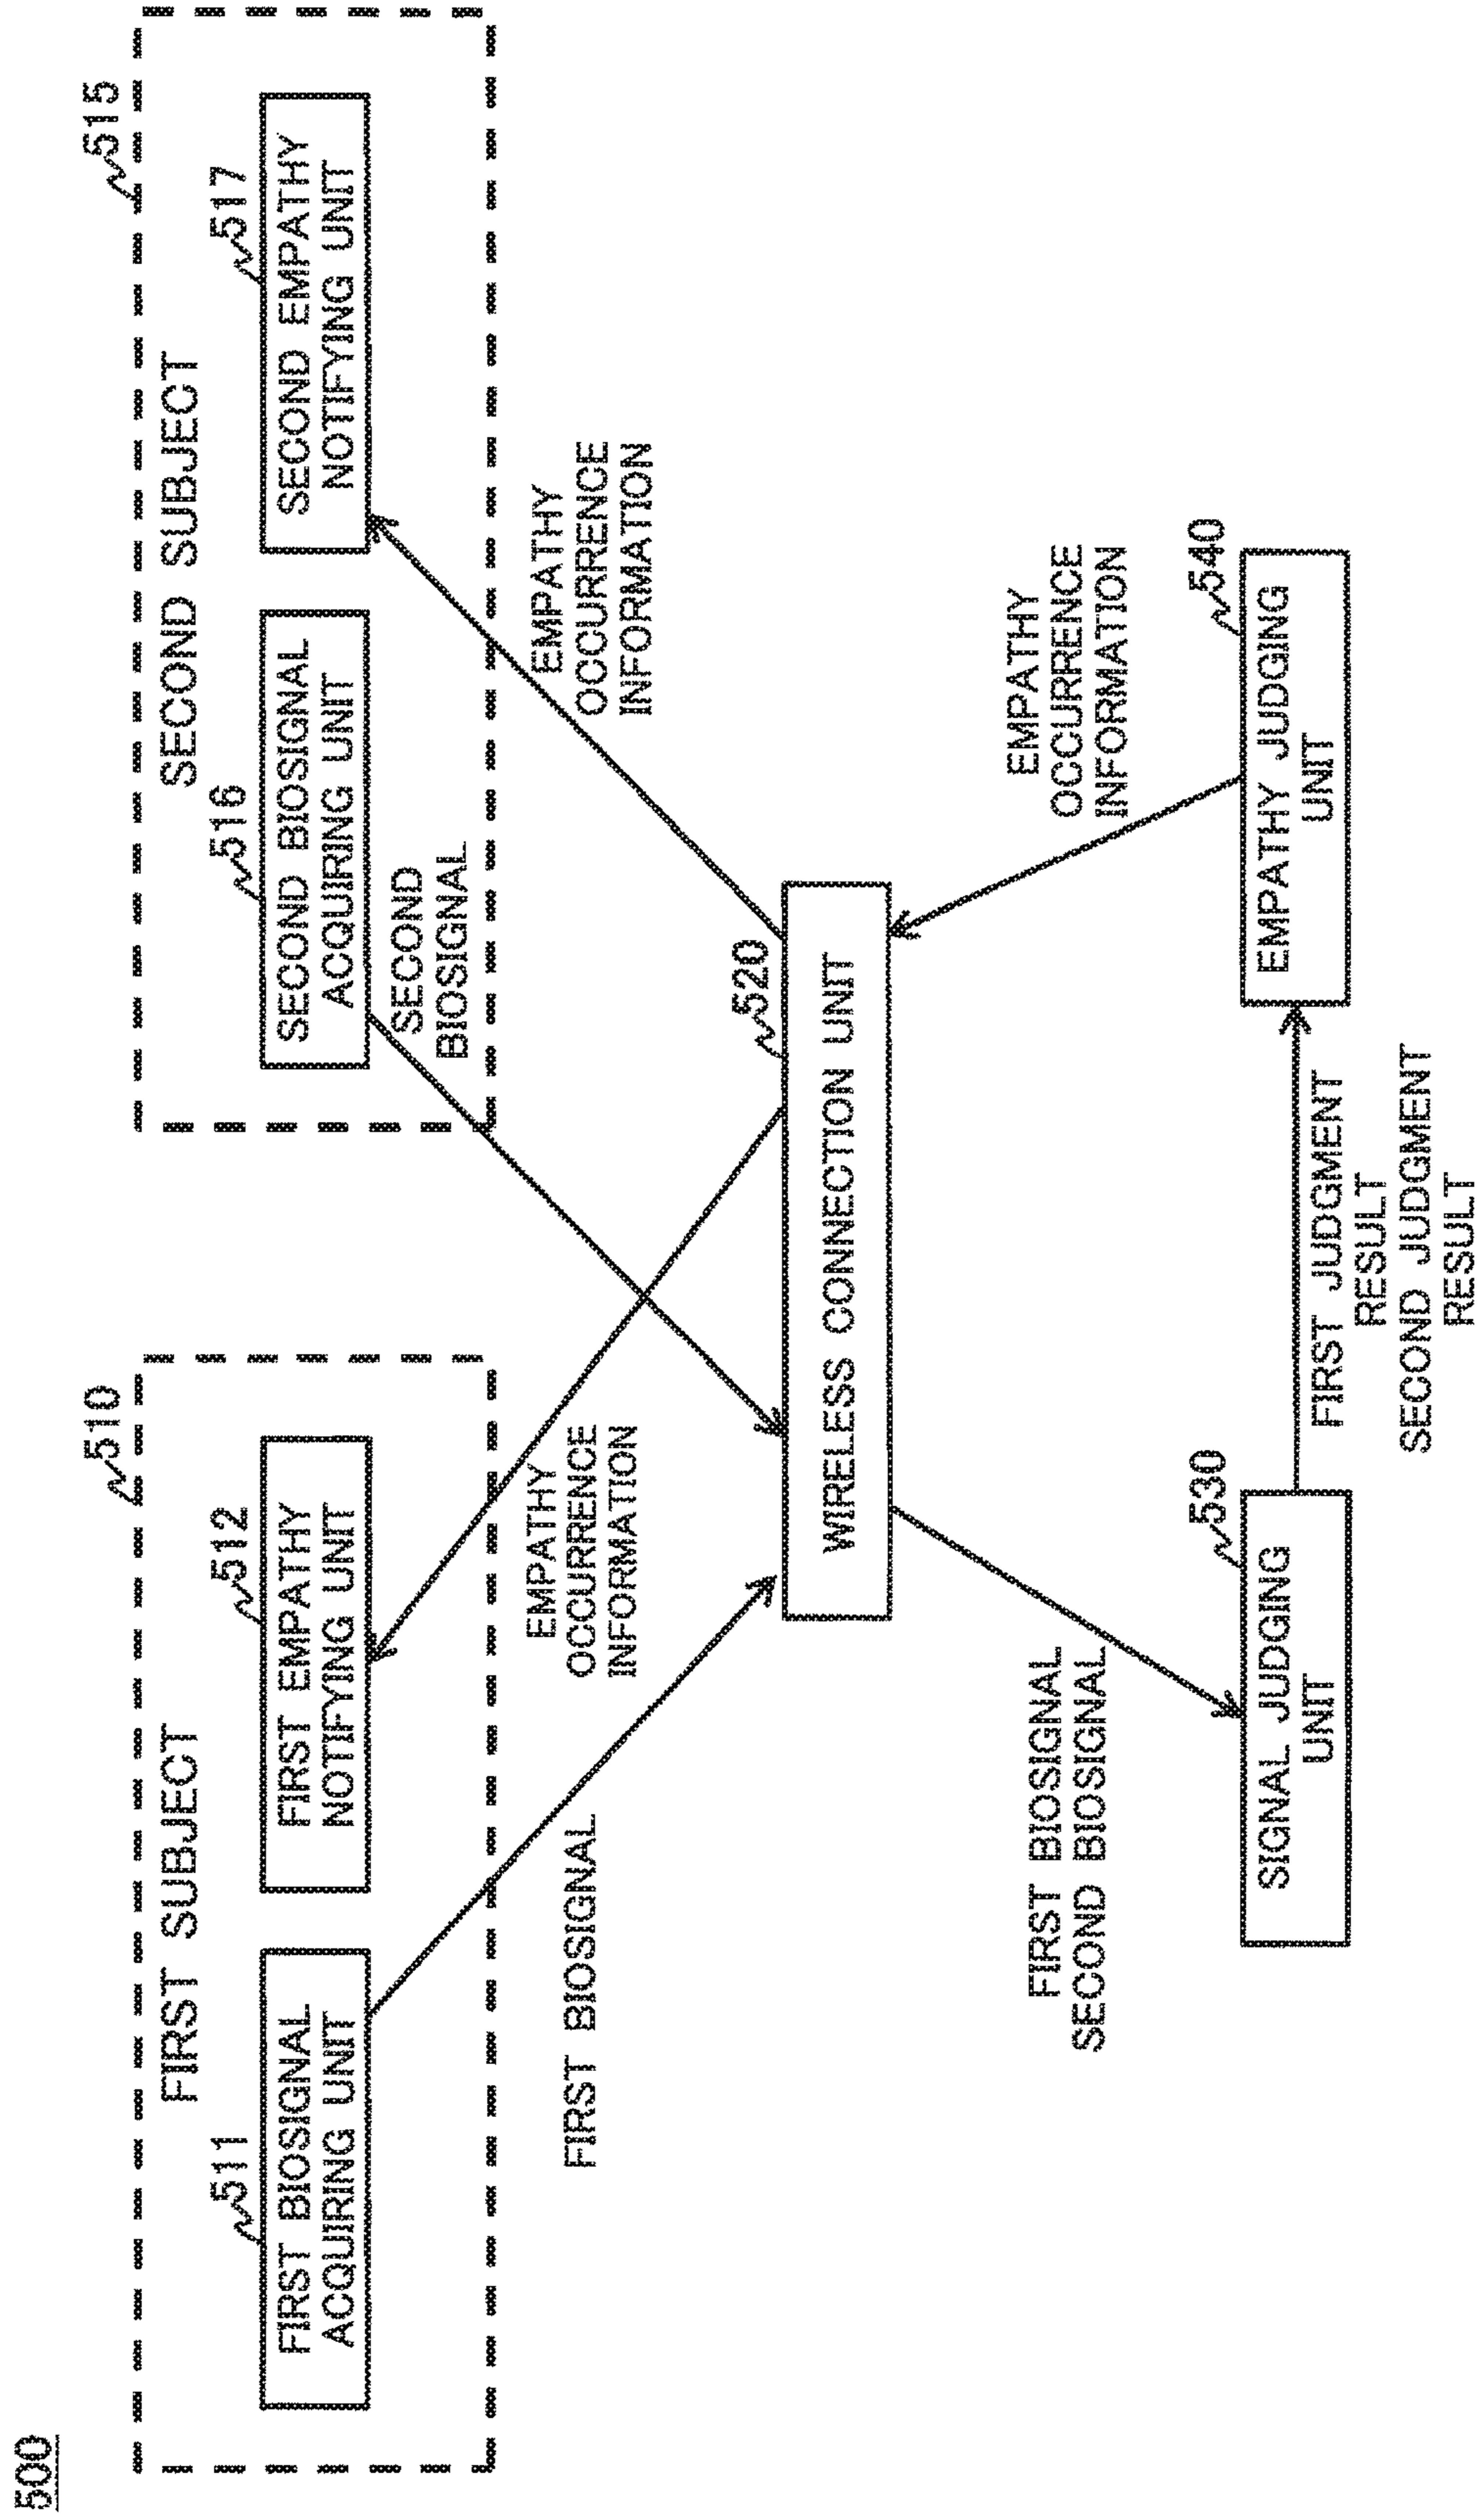 500
510
FIRST SUBJECT
511
FIRST BIOSIGNAL
ACQUIRING UNIT
512
FIRST EMPATHY
NOTIFYING UNIT
515
SECOND SUBJECT
516
SECOND BIOSIGNAL
ACQUIRING UNIT
517
SECOND EMPATHY
NOTIFYING UNIT
SECOND
BIOSIGNAL
FIRST BIOSIGNAL
EMPATHY
OCCURRENCE
INFORMATION
EMPATHY
OCCURRENCE
INFORMATION
520
WIRELESS CONNECTION UNIT
FIRST BIOSIGNAL
SECOND BIOSIGNAL
EMPATHY
OCCURRENCE
INFORMATION
530
SIGNAL JUDGING
UNIT
540
EMPATHY JUDGING
UNIT
FIRST JUDGMENT
RESULT
SECOND JUDGMENT
RESULT